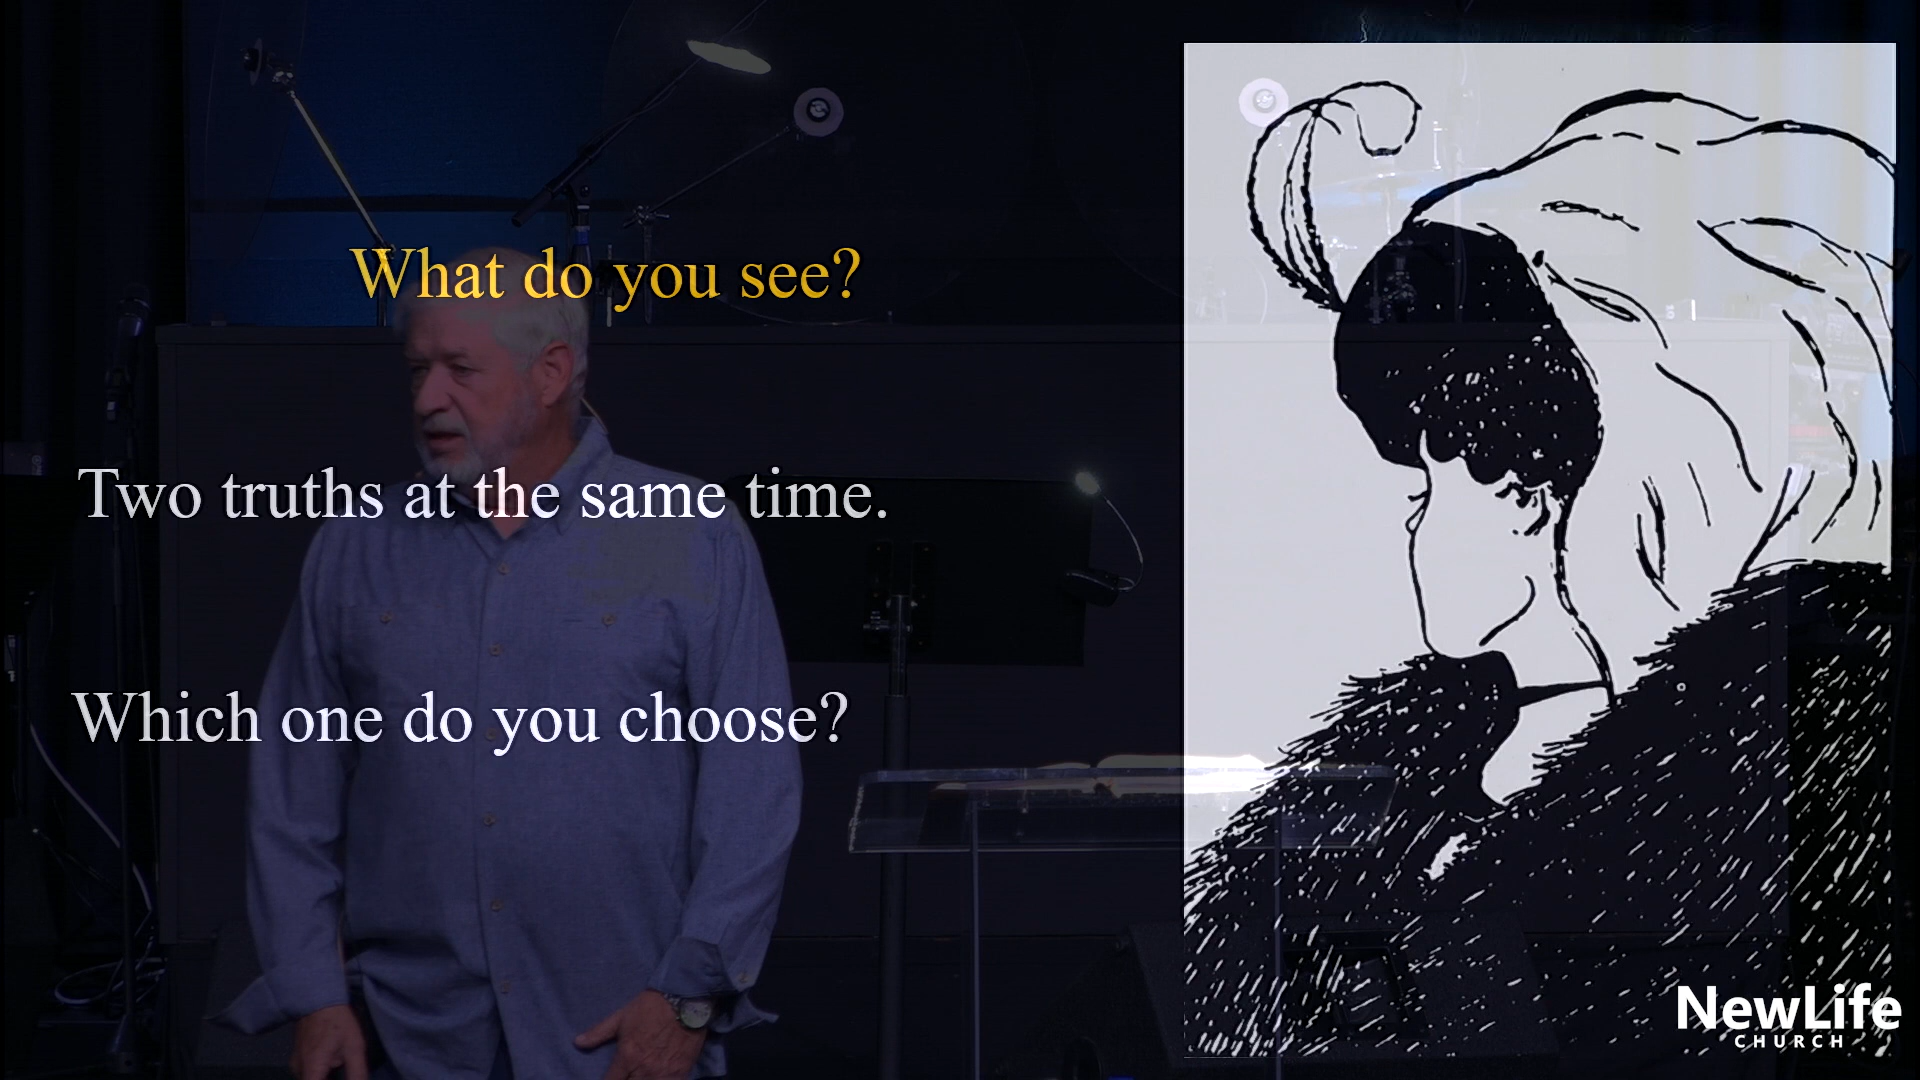 What do you see?
Two truths at the same time.
Which one do you choose?
NewLife
CHURCH